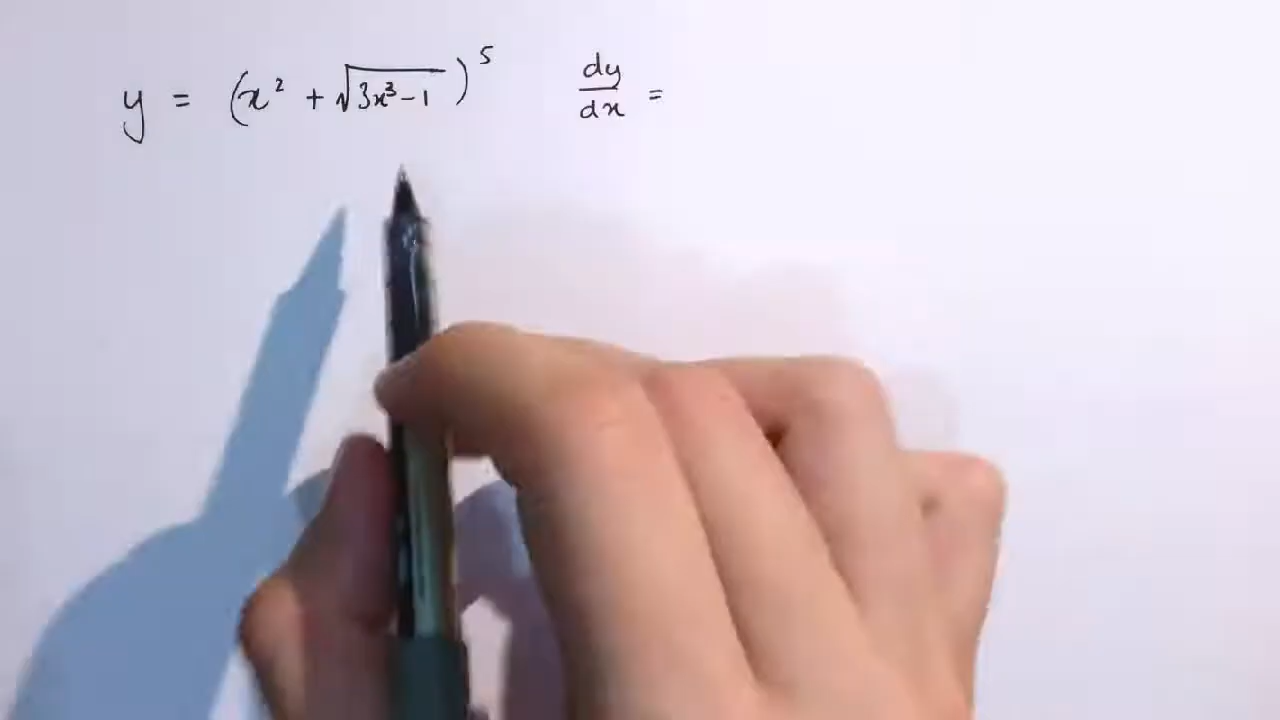 y = (x² + √(3x³−1))⁵ dy/dx =